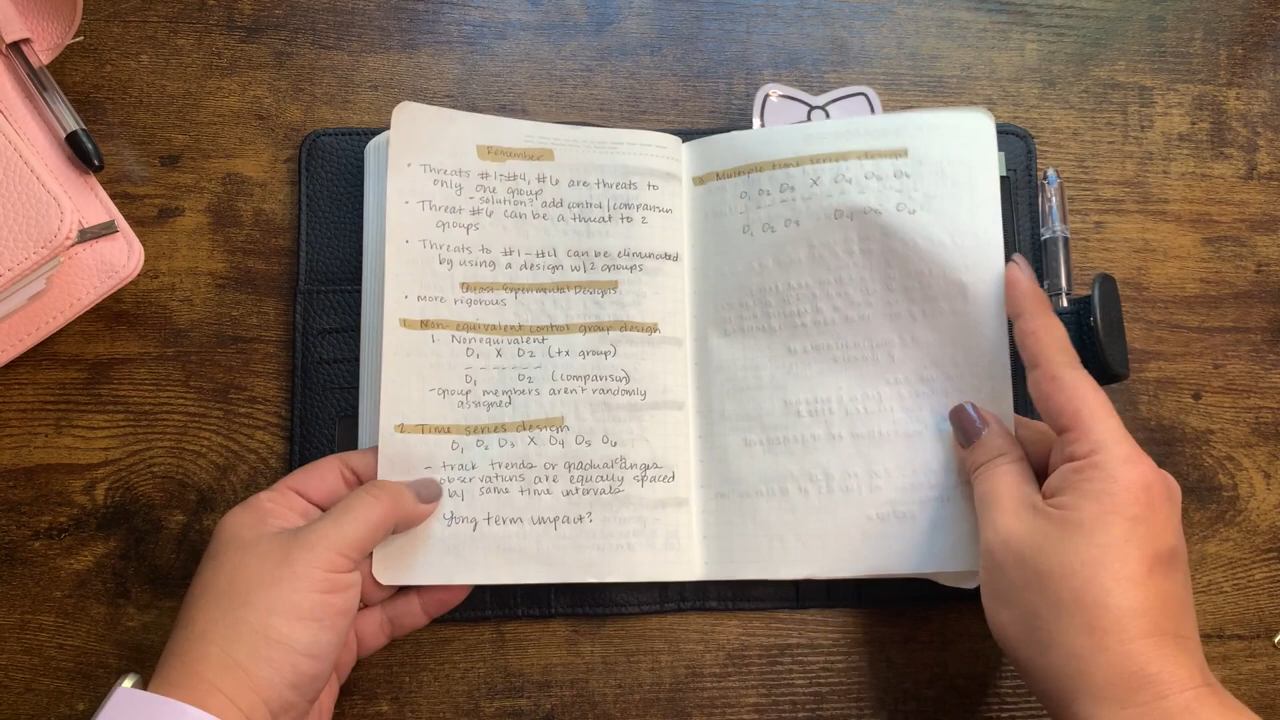 Remember
• Threats #1-#4, #6 are threats to
only one group
- solution? add control/comparison
• Threat #6 can be a threat to 2
groups
• Threats to #1-#4 can be eliminated
by using a design w/ 2 groups
Quasi-Experimental Designs
• more rigorous
1. Non-equivalent control group design
1. Nonequivalent
O1 X O2 (tx group)
O1 O2 (comparison)
- group members aren't randomly
assigned
2. Time series design
O1 O2 O3 X O4 O5 O6
- track trends or gradual changes
observations are equally spaced
by same time intervals
long term impact?
3. Multiple time series design
O1 O2 O3 X O4 O5 O6
O1 O2 O3 O4 O5 O6